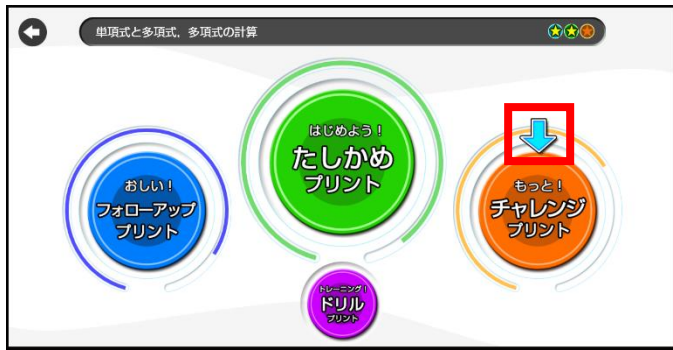 単項式と多項式，多項式の計算
はじめよう！
たしかめ
プリント
おしい！
フォローアップ
プリント
もっと！
チャレンジ
プリント
トレーニング！
ドリル
プリント